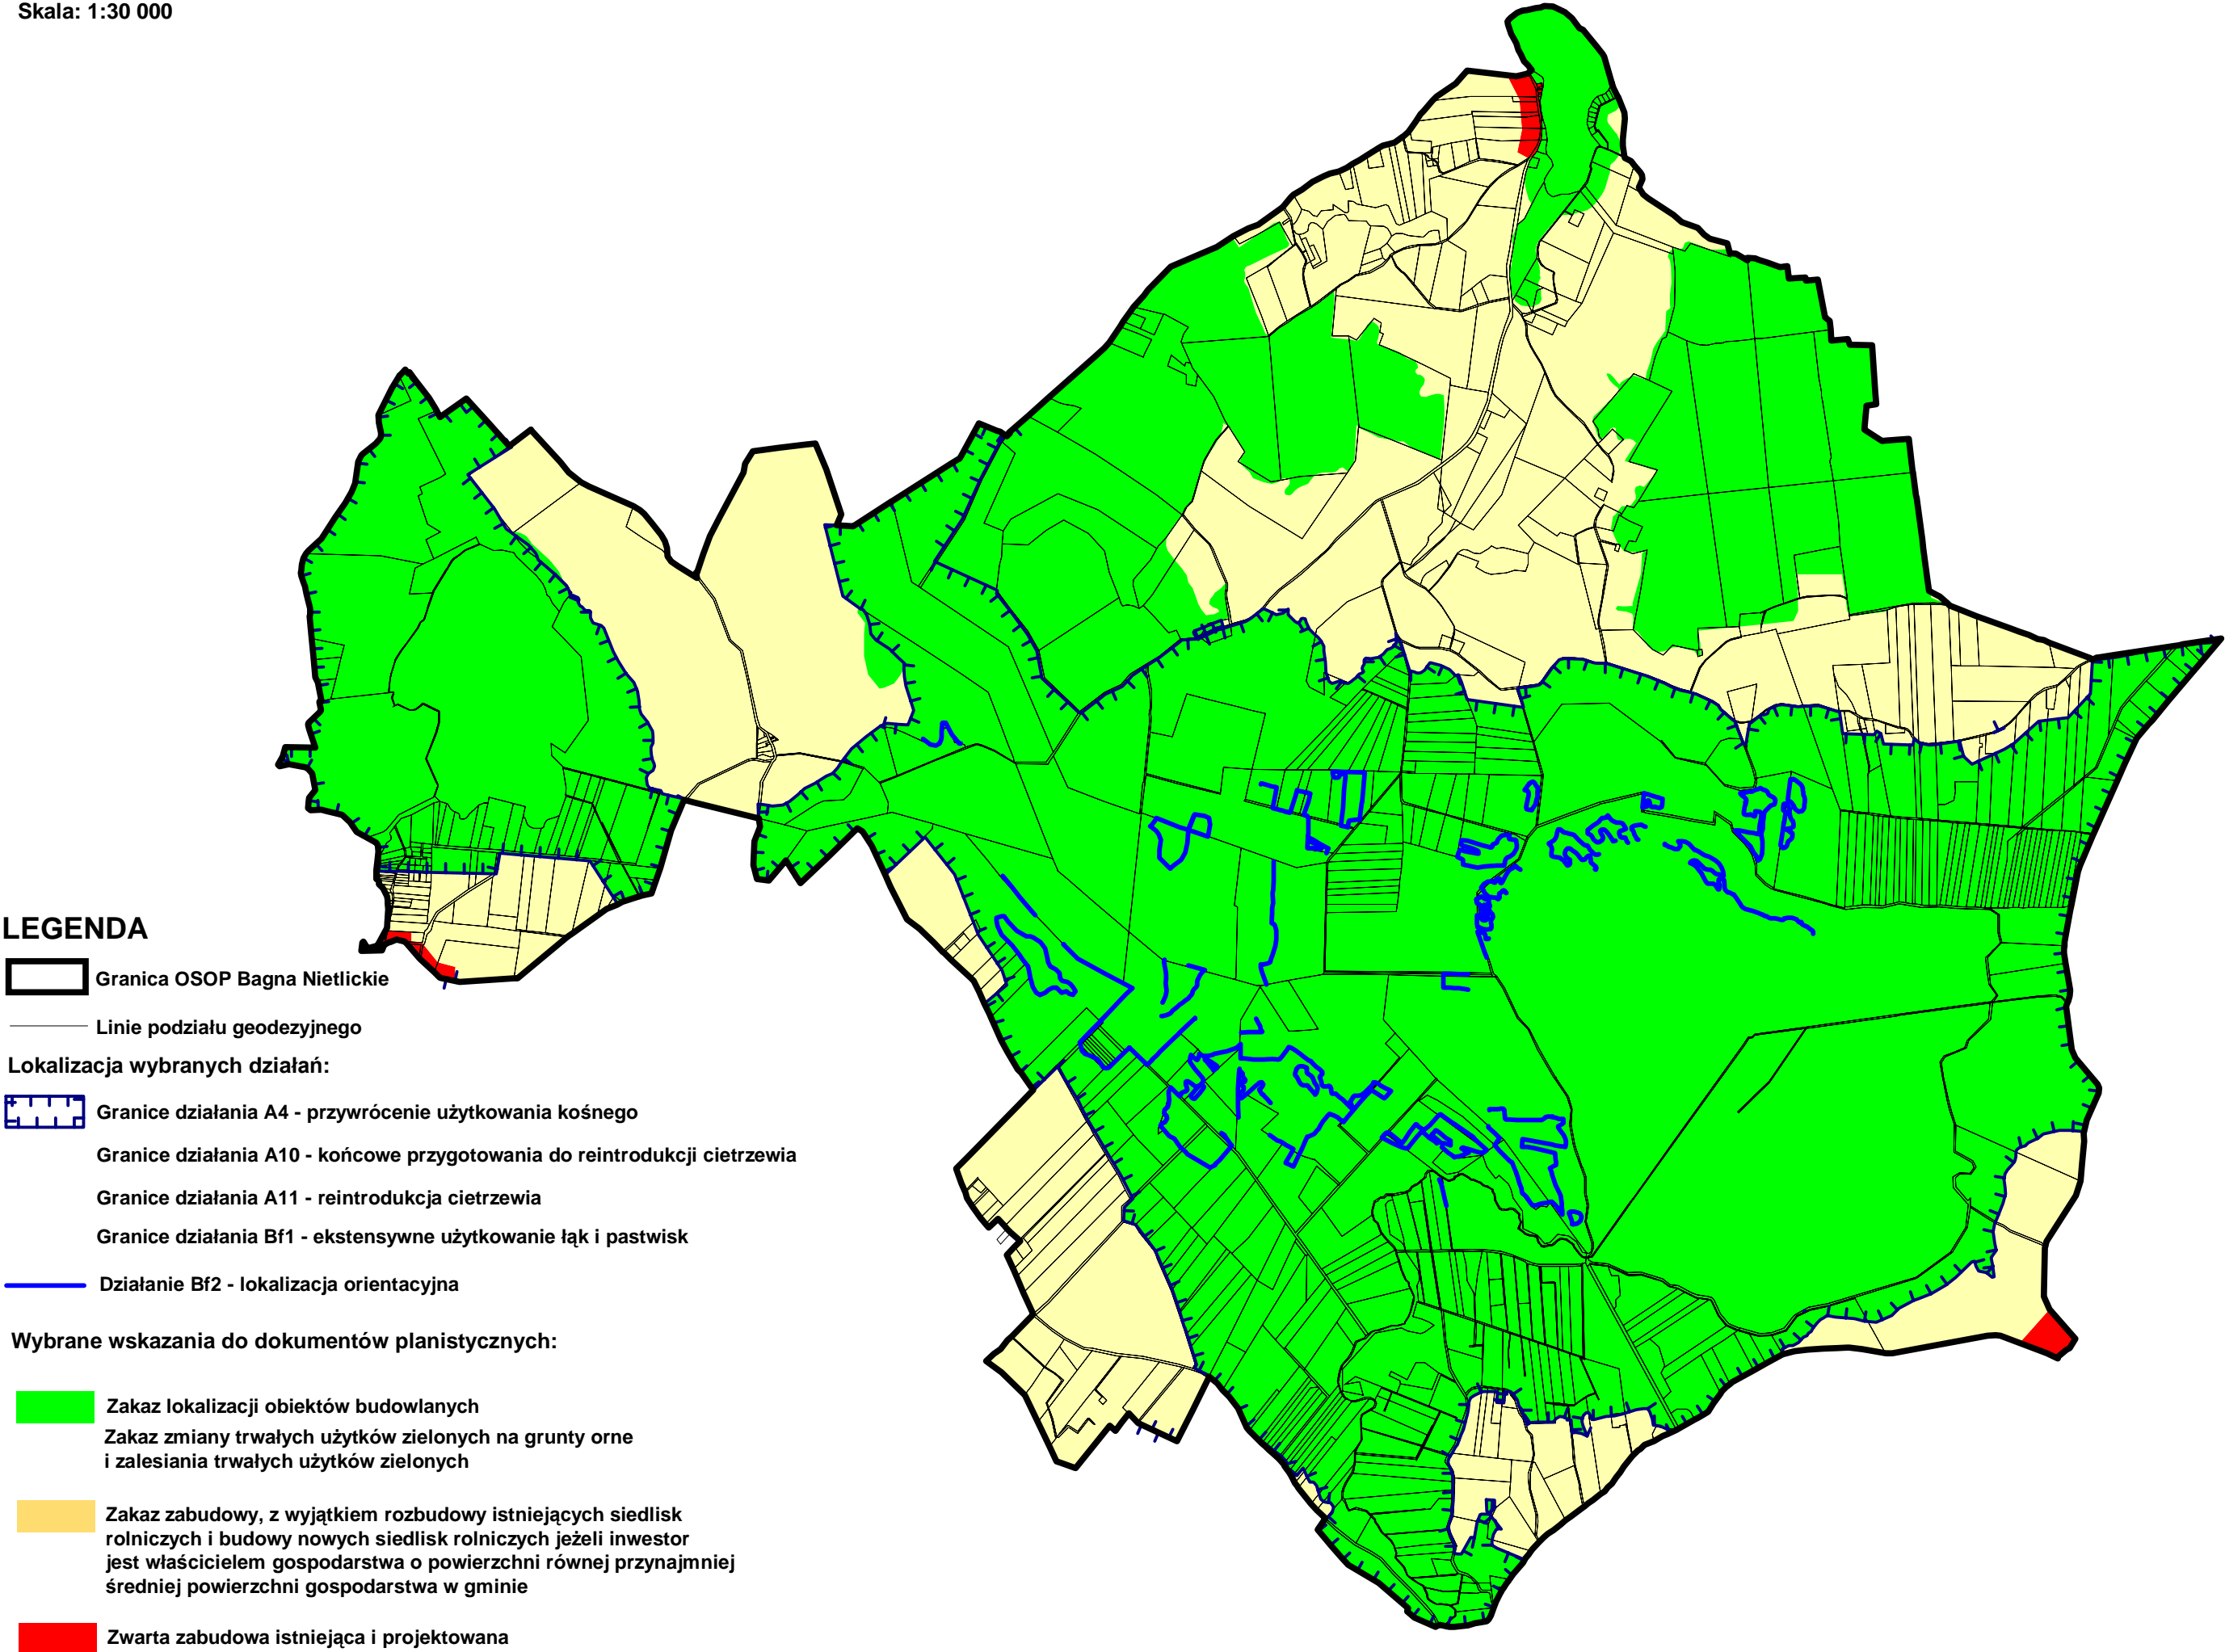 Skala: 1:30 000
LEGENDA
Granica OSOP Bagna Nietlickie
Linie podziału geodezyjnego
Lokalizacja wybranych działań:
Granice działania A4 - przywrócenie użytkowania kośnego
Granice działania A10 - końcowe przygotowania do reintrodukcji cietrzewia
Granice działania A11 - reintrodukcja cietrzewia
Granice działania Bf1 - ekstensywne użytkowanie łąk i pastwisk
Działanie Bf2 - lokalizacja orientacyjna
Wybrane wskazania do dokumentów planistycznych:
Zakaz lokalizacji obiektów budowlanych
Zakaz zmiany trwałych użytków zielonych na grunty orne
i zalesiania trwałych użytków zielonych
Zakaz zabudowy, z wyjątkiem rozbudowy istniejących siedlisk
rolniczych i budowy nowych siedlisk rolniczych jeżeli inwestor
jest właścicielem gospodarstwa o powierzchni równej przynajmniej
średniej powierzchni gospodarstwa w gminie
Zwarta zabudowa istniejąca i projektowana